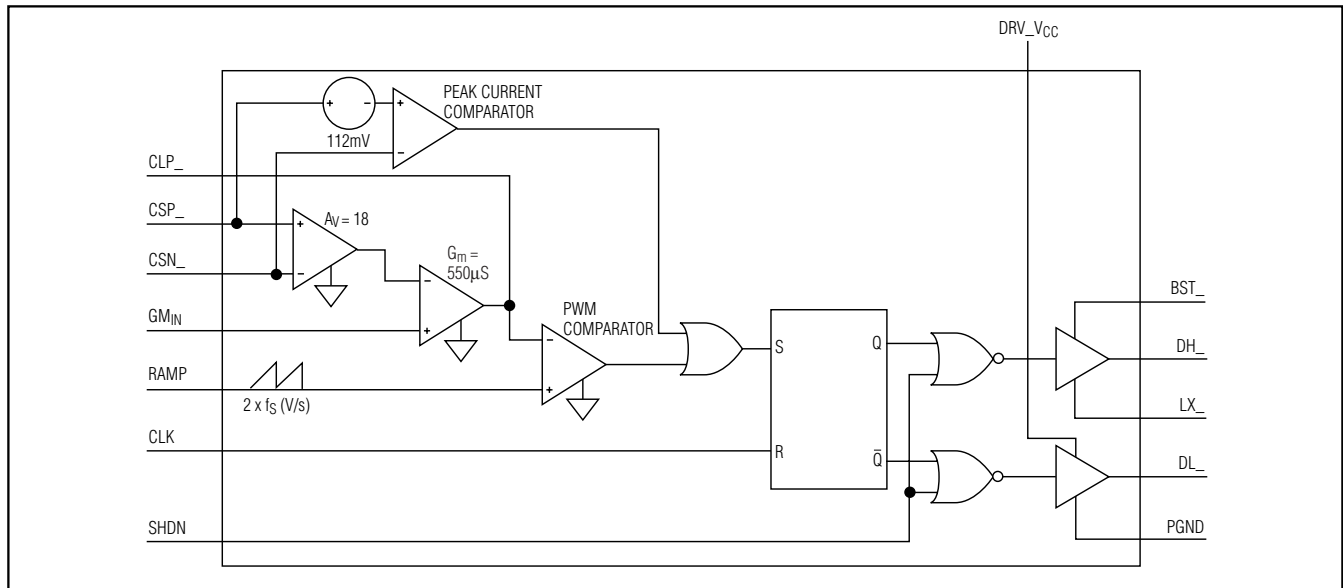 DRV_VCC
PEAK CURRENT
COMPARATOR
+ -
+
-
112mV
CLP_
CSP_
AV = 18
+
CSN_
-
Gm =
550μS
-
GMIN
+
PWM
COMPARATOR
-
+
RAMP
2 x fS (V/s)
CLK
SHDN
S
Q
R
Q̄
BST_
DH_
LX_
DL_
PGND